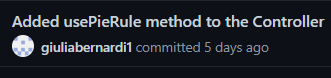 Added usePieRule method to the Controller
giuliabernardi1 committed 5 days ago